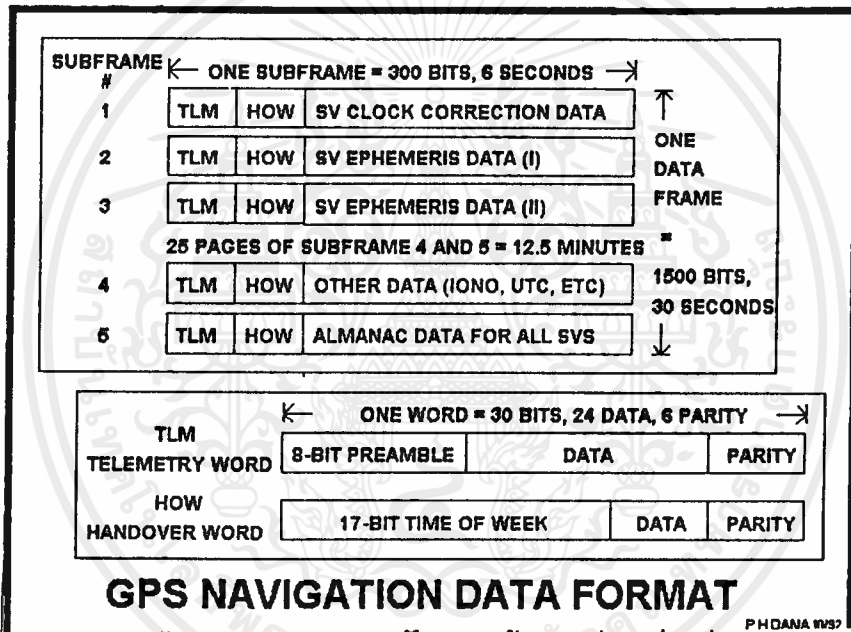 SUBFRAME #
ONE SUBFRAME = 300 BITS, 6 SECONDS
1 TLM HOW SV CLOCK CORRECTION DATA
2 TLM HOW SV EPHEMERIS DATA (I)
3 TLM HOW SV EPHEMERIS DATA (II)
25 PAGES OF SUBFRAME 4 AND 5 = 12.5 MINUTES
4 TLM HOW OTHER DATA (IONO, UTC, ETC)
5 TLM HOW ALMANAC DATA FOR ALL SVS
ONE
DATA
FRAME
=
1500 BITS,
30 SECONDS
ONE WORD = 30 BITS, 24 DATA, 6 PARITY
TLM
TELEMETRY WORD
8-BIT PREAMBLE DATA PARITY
HOW
HANDOVER WORD
17-BIT TIME OF WEEK DATA PARITY
GPS NAVIGATION DATA FORMAT
P H DANA